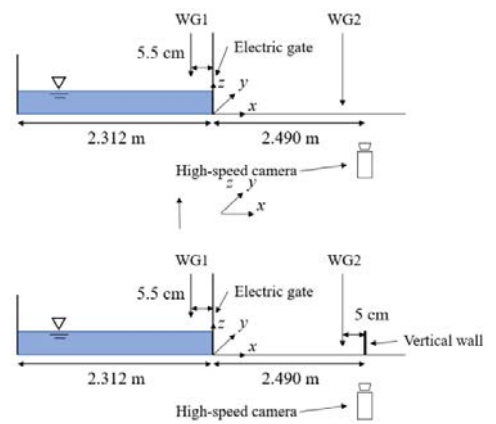 WG1
WG2
5.5 cm
Electric gate
z
y
x
2.312 m
2.490 m
High-speed camera
z
y
x
WG1
WG2
5.5 cm
Electric gate
5 cm
z
y
x
Vertical wall
2.312 m
2.490 m
High-speed camera